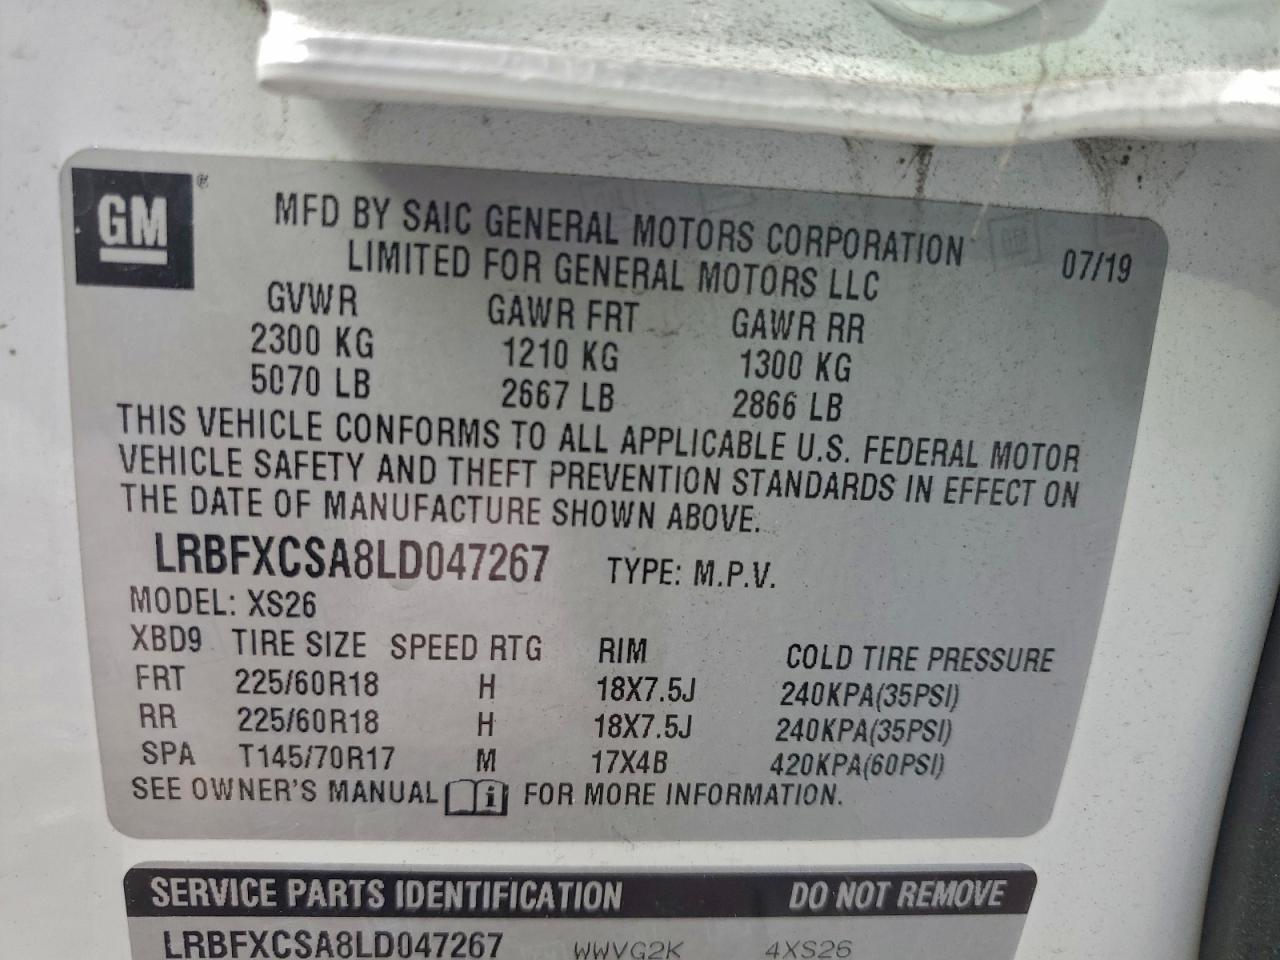 GM ®
MFD BY SAIC GENERAL MOTORS CORPORATION
LIMITED FOR GENERAL MOTORS LLC 07/19
GVWR GAWR FRT GAWR RR
2300 KG 1210 KG 1300 KG
5070 LB 2667 LB 2866 LB
THIS VEHICLE CONFORMS TO ALL APPLICABLE U.S. FEDERAL MOTOR
VEHICLE SAFETY AND THEFT PREVENTION STANDARDS IN EFFECT ON
THE DATE OF MANUFACTURE SHOWN ABOVE.
LRBFXCSA8LD047267 TYPE: M.P.V.
MODEL: XS26
XBD9 TIRE SIZE SPEED RTG RIM COLD TIRE PRESSURE
FRT 225/60R18 H 18X7.5J 240KPA(35PSI)
RR 225/60R18 H 18X7.5J 240KPA(35PSI)
SPA T145/70R17 M 17X4B 420KPA(60PSI)
SEE OWNER'S MANUAL i FOR MORE INFORMATION.
SERVICE PARTS IDENTIFICATION DO NOT REMOVE
LRBFXCSA8LD047267 WWVG2K 4XS26